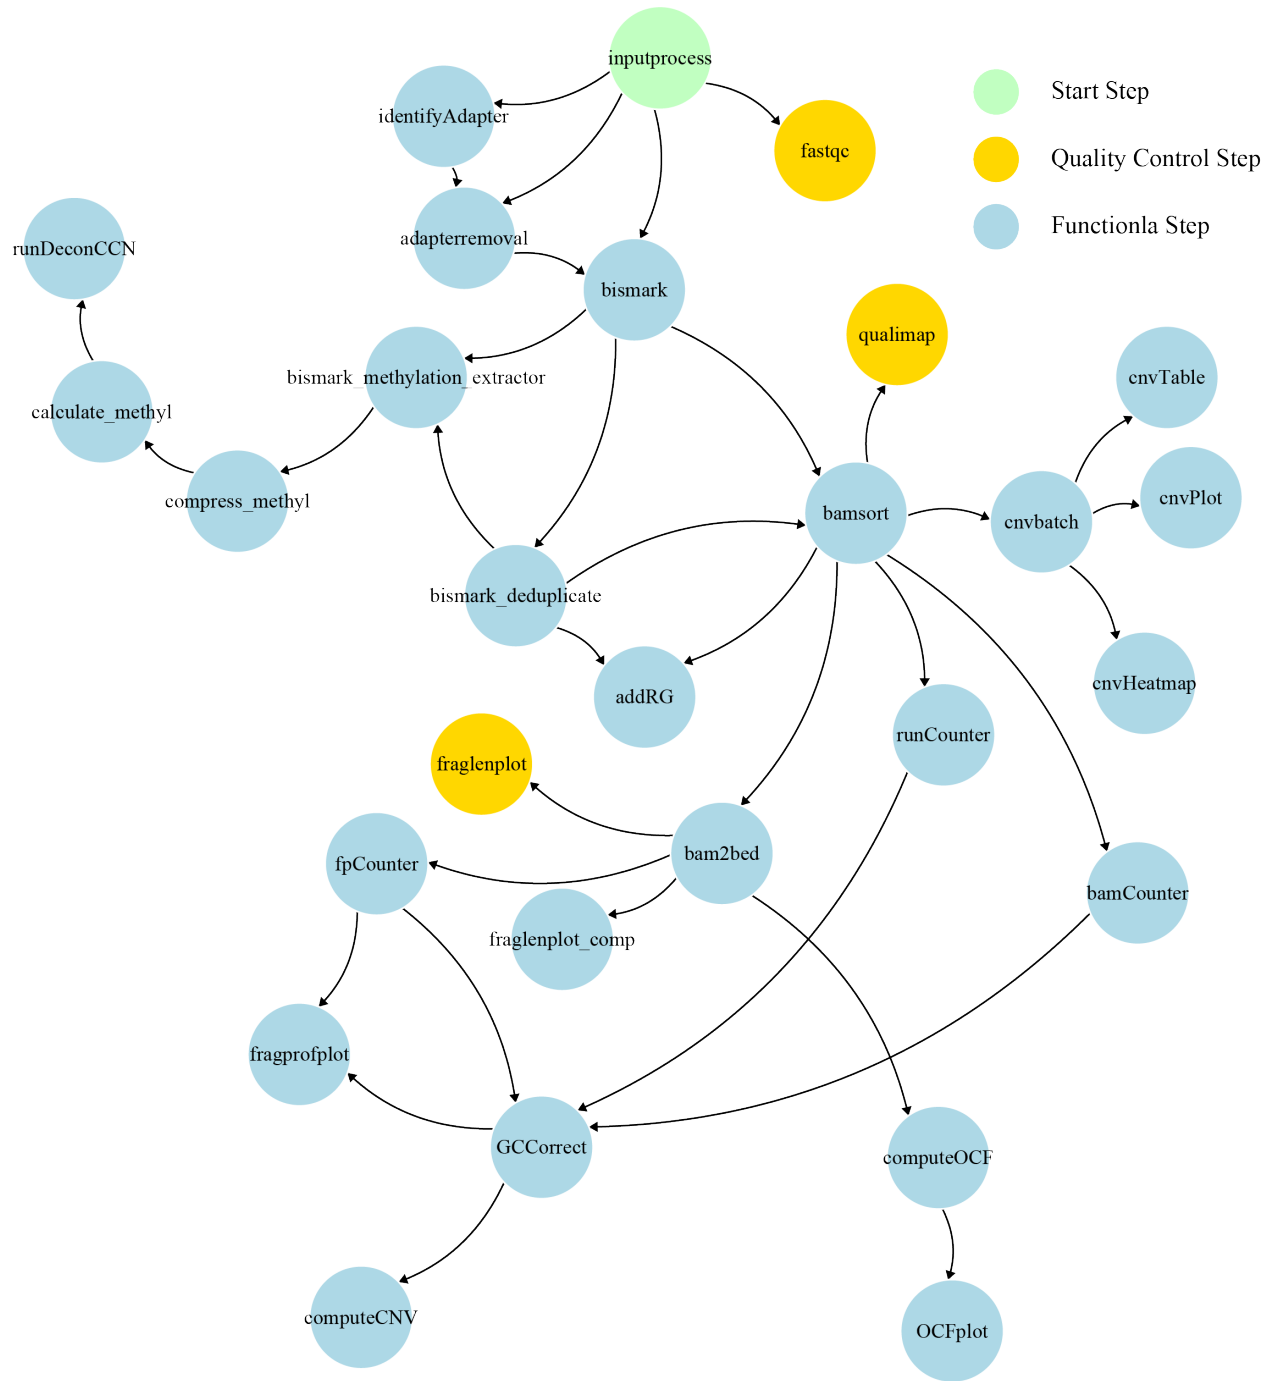 inputprocess
Start Step
identifyAdapter
fastqc
Quality Control Step
Functionla Step
adapterremoval
runDeconCCN
bismark
qualimap
bismark_methylation_extractor
cnvTable
calculate_methyl
compress_methyl
cnvPlot
bamsort
cnvbatch
bismark_deduplicate
addRG
cnvHeatmap
runCounter
fraglenplot
bam2bed
fpCounter
bamCounter
fraglenplot_comp
fragprofplot
GCCorrect
computeOCF
computeCNV
OCFplot